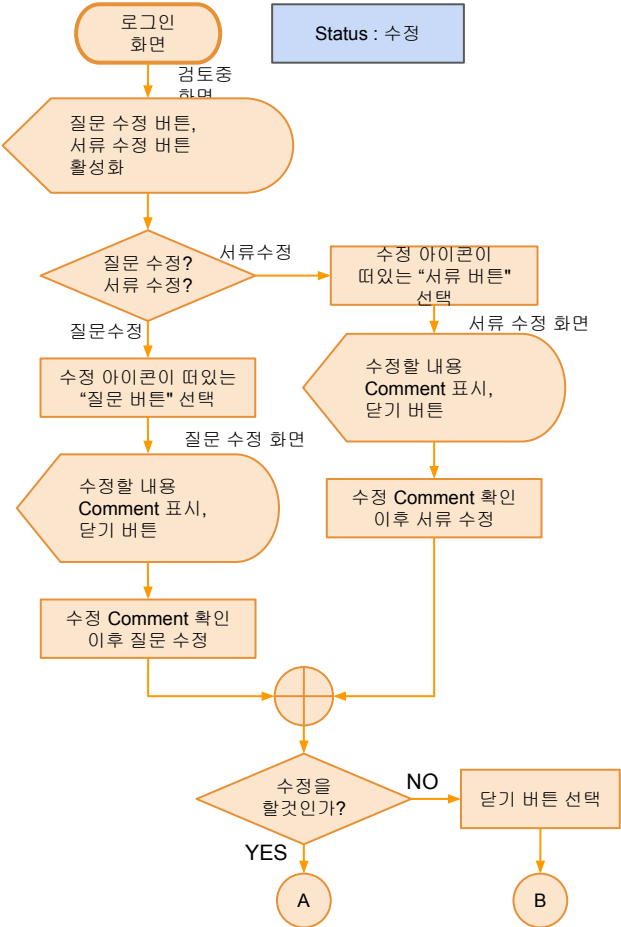 로그인
화면
Status : 수정
검토중
화면
질문 수정 버튼,
서류 수정 버튼
활성화
질문 수정?
서류 수정?
서류수정
수정 아이콘이
떠있는 “서류 버튼"
선택
질문수정
서류 수정 화면
수정 아이콘이 떠있는
“질문 버튼" 선택
수정할 내용
Comment 표시,
닫기 버튼
질문 수정 화면
수정할 내용
Comment 표시,
닫기 버튼
수정 Comment 확인
이후 서류 수정
수정 Comment 확인
이후 질문 수정
수정을
할것인가?
NO
닫기 버튼 선택
YES
A
B